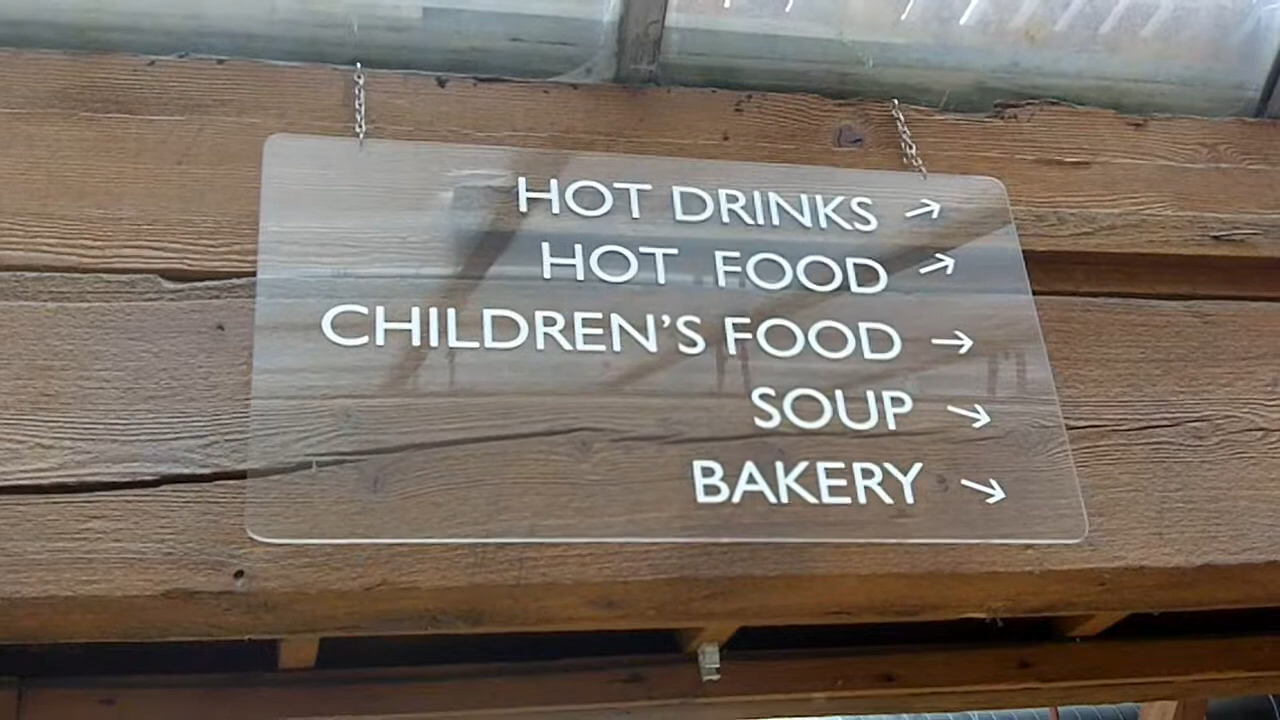 HOT DRINKS →
HOT FOOD →
CHILDREN'S FOOD →
SOUP →
BAKERY →